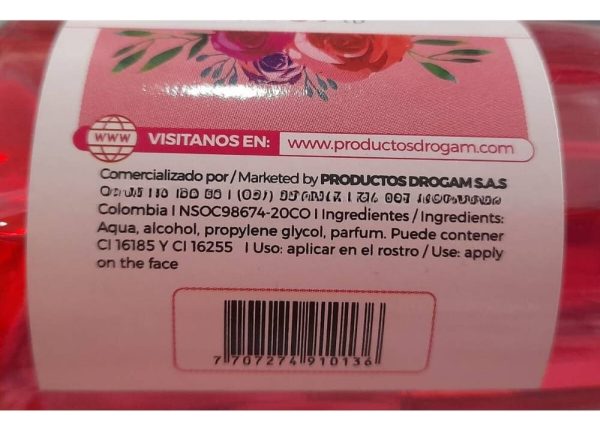 www VISITANOS EN: www.productosdrogam.com
Comercializado por / Marketed by PRODUCTOS DROGAM S.A.S
Colombia I NSOC98674-20CO I Ingredientes / Ingredients:
Aqua, alcohol, propylene glycol, parfum. Puede contener
CI 16185 Y CI 16255 I Uso: aplicar en el rostro / Use: apply
on the face
7 707274 910136